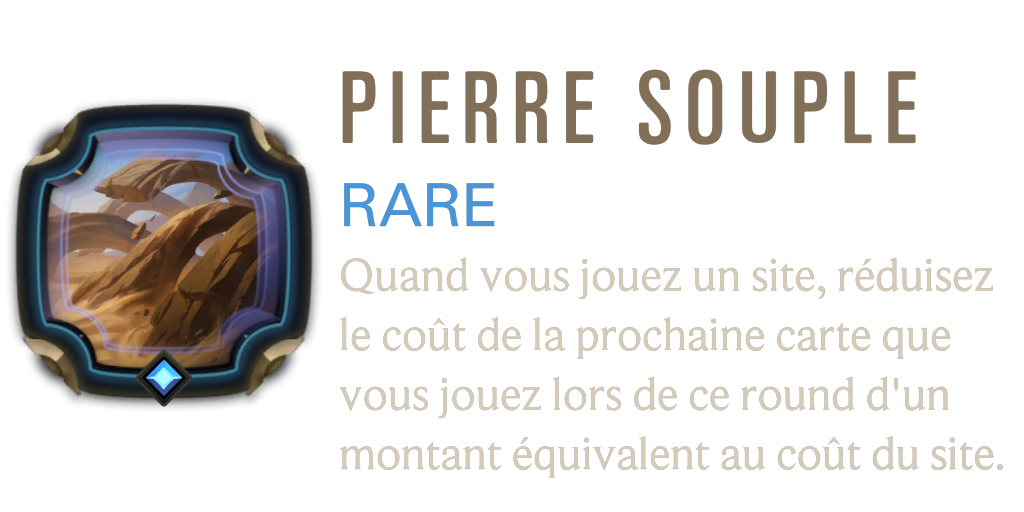 PIERRE SOUPLE
RARE
Quand vous jouez un site, réduisez
le coût de la prochaine carte que
vous jouez lors de ce round d'un
montant équivalent au coût du site.